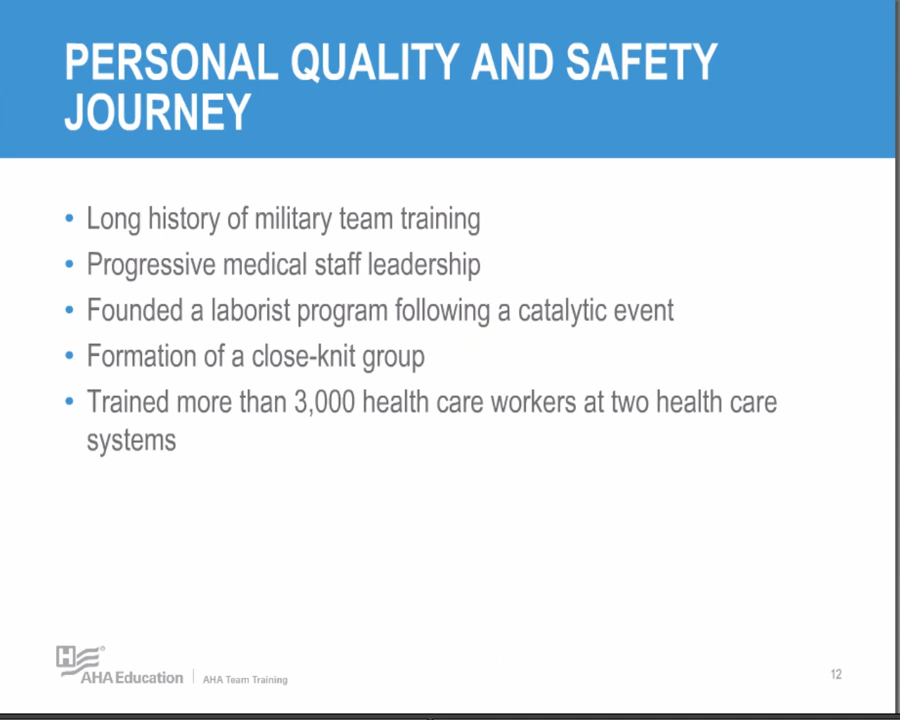 PERSONAL QUALITY AND SAFETY
JOURNEY
• Long history of military team training
• Progressive medical staff leadership
• Founded a laborist program following a catalytic event
• Formation of a close-knit group
• Trained more than 3,000 health care workers at two health care
systems
H®
AHA Education | AHA Team Training
12